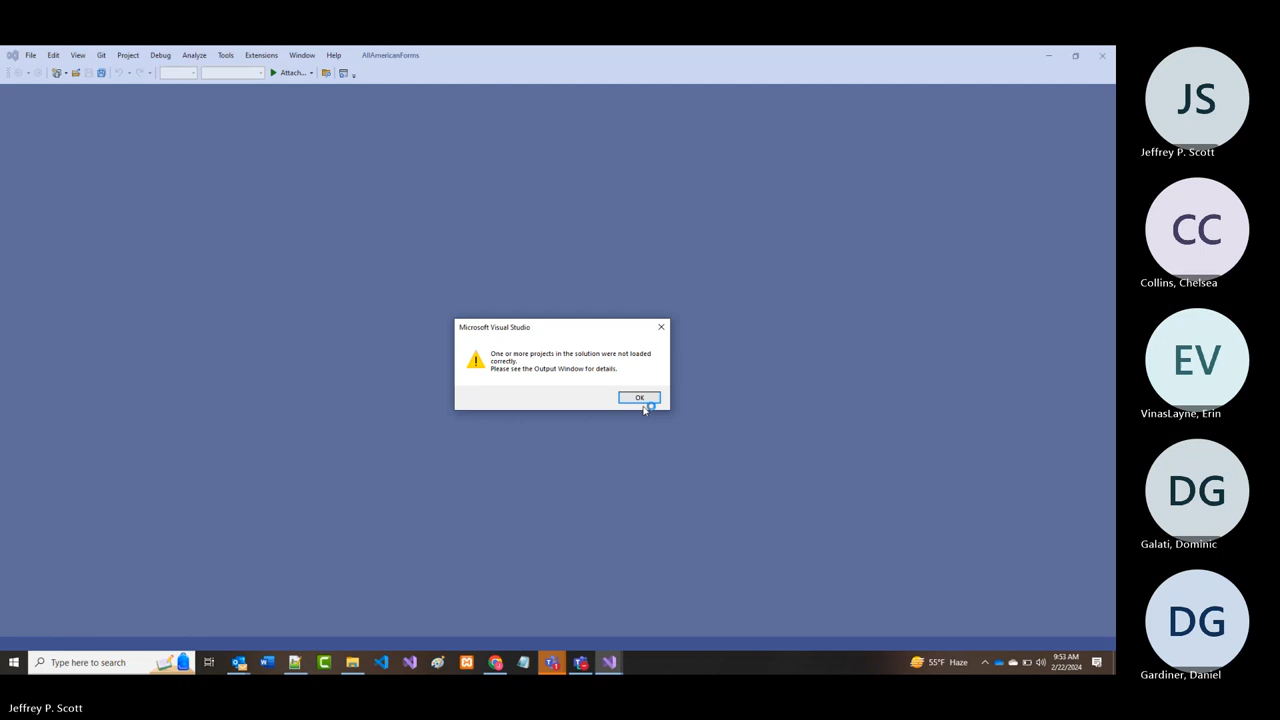 File Edit View Git Project Debug Analyze Tools Extensions Window Help AllAmericanForms
Attach...
JS
Jeffrey P. Scott
CC
Collins, Chelsea
Microsoft Visual Studio
One or more projects in the solution were not loaded
correctly.
Please see the Output Window for details.
OK
EV
VinasLayne, Erin
DG
Galati, Dominic
DG
Gardiner, Daniel
Type here to search
55°F Haze
9:53 AM
2/22/2024
Jeffrey P. Scott